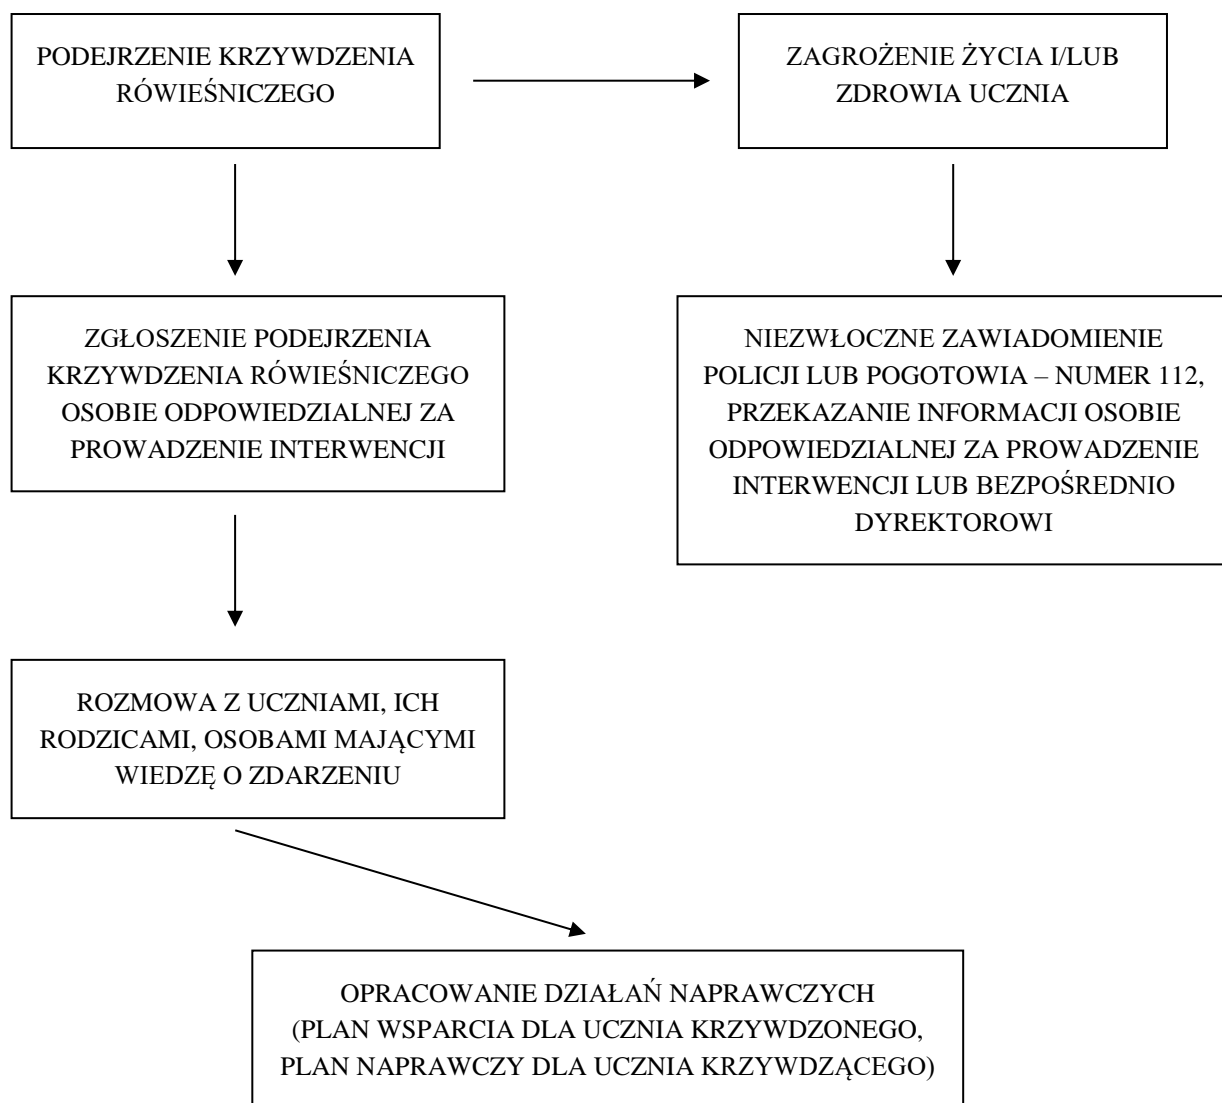 PODEJRZENIE KRZYWDZENIA
RÓWIEŚNICZEGO
ZAGROŻENIE ŻYCIA I/LUB
ZDROWIA UCZNIA
ZGŁOSZENIE PODEJRZENIA
KRZYWDZENIA RÓWIEŚNICZEGO
OSOBIE ODPOWIEDZIALNEJ ZA
PROWADZENIE INTERWENCJI
NIEZWŁOCZNE ZAWIADOMIENIE
POLICJI LUB POGOTOWIA – NUMER 112,
PRZEKAZANIE INFORMACJI OSOBIE
ODPOWIEDZIALNEJ ZA PROWADZENIE
INTERWENCJI LUB BEZPOŚREDNIO
DYREKTOROWI
ROZMOWA Z UCZNIAMI, ICH
RODZICAMI, OSOBAMI MAJĄCYMI
WIEDZĘ O ZDARZENIU
OPRACOWANIE DZIAŁAŃ NAPRAWCZYCH
(PLAN WSPARCIA DLA UCZNIA KRZYWDZONEGO,
PLAN NAPRAWCZY DLA UCZNIA KRZYWDZĄCEGO)